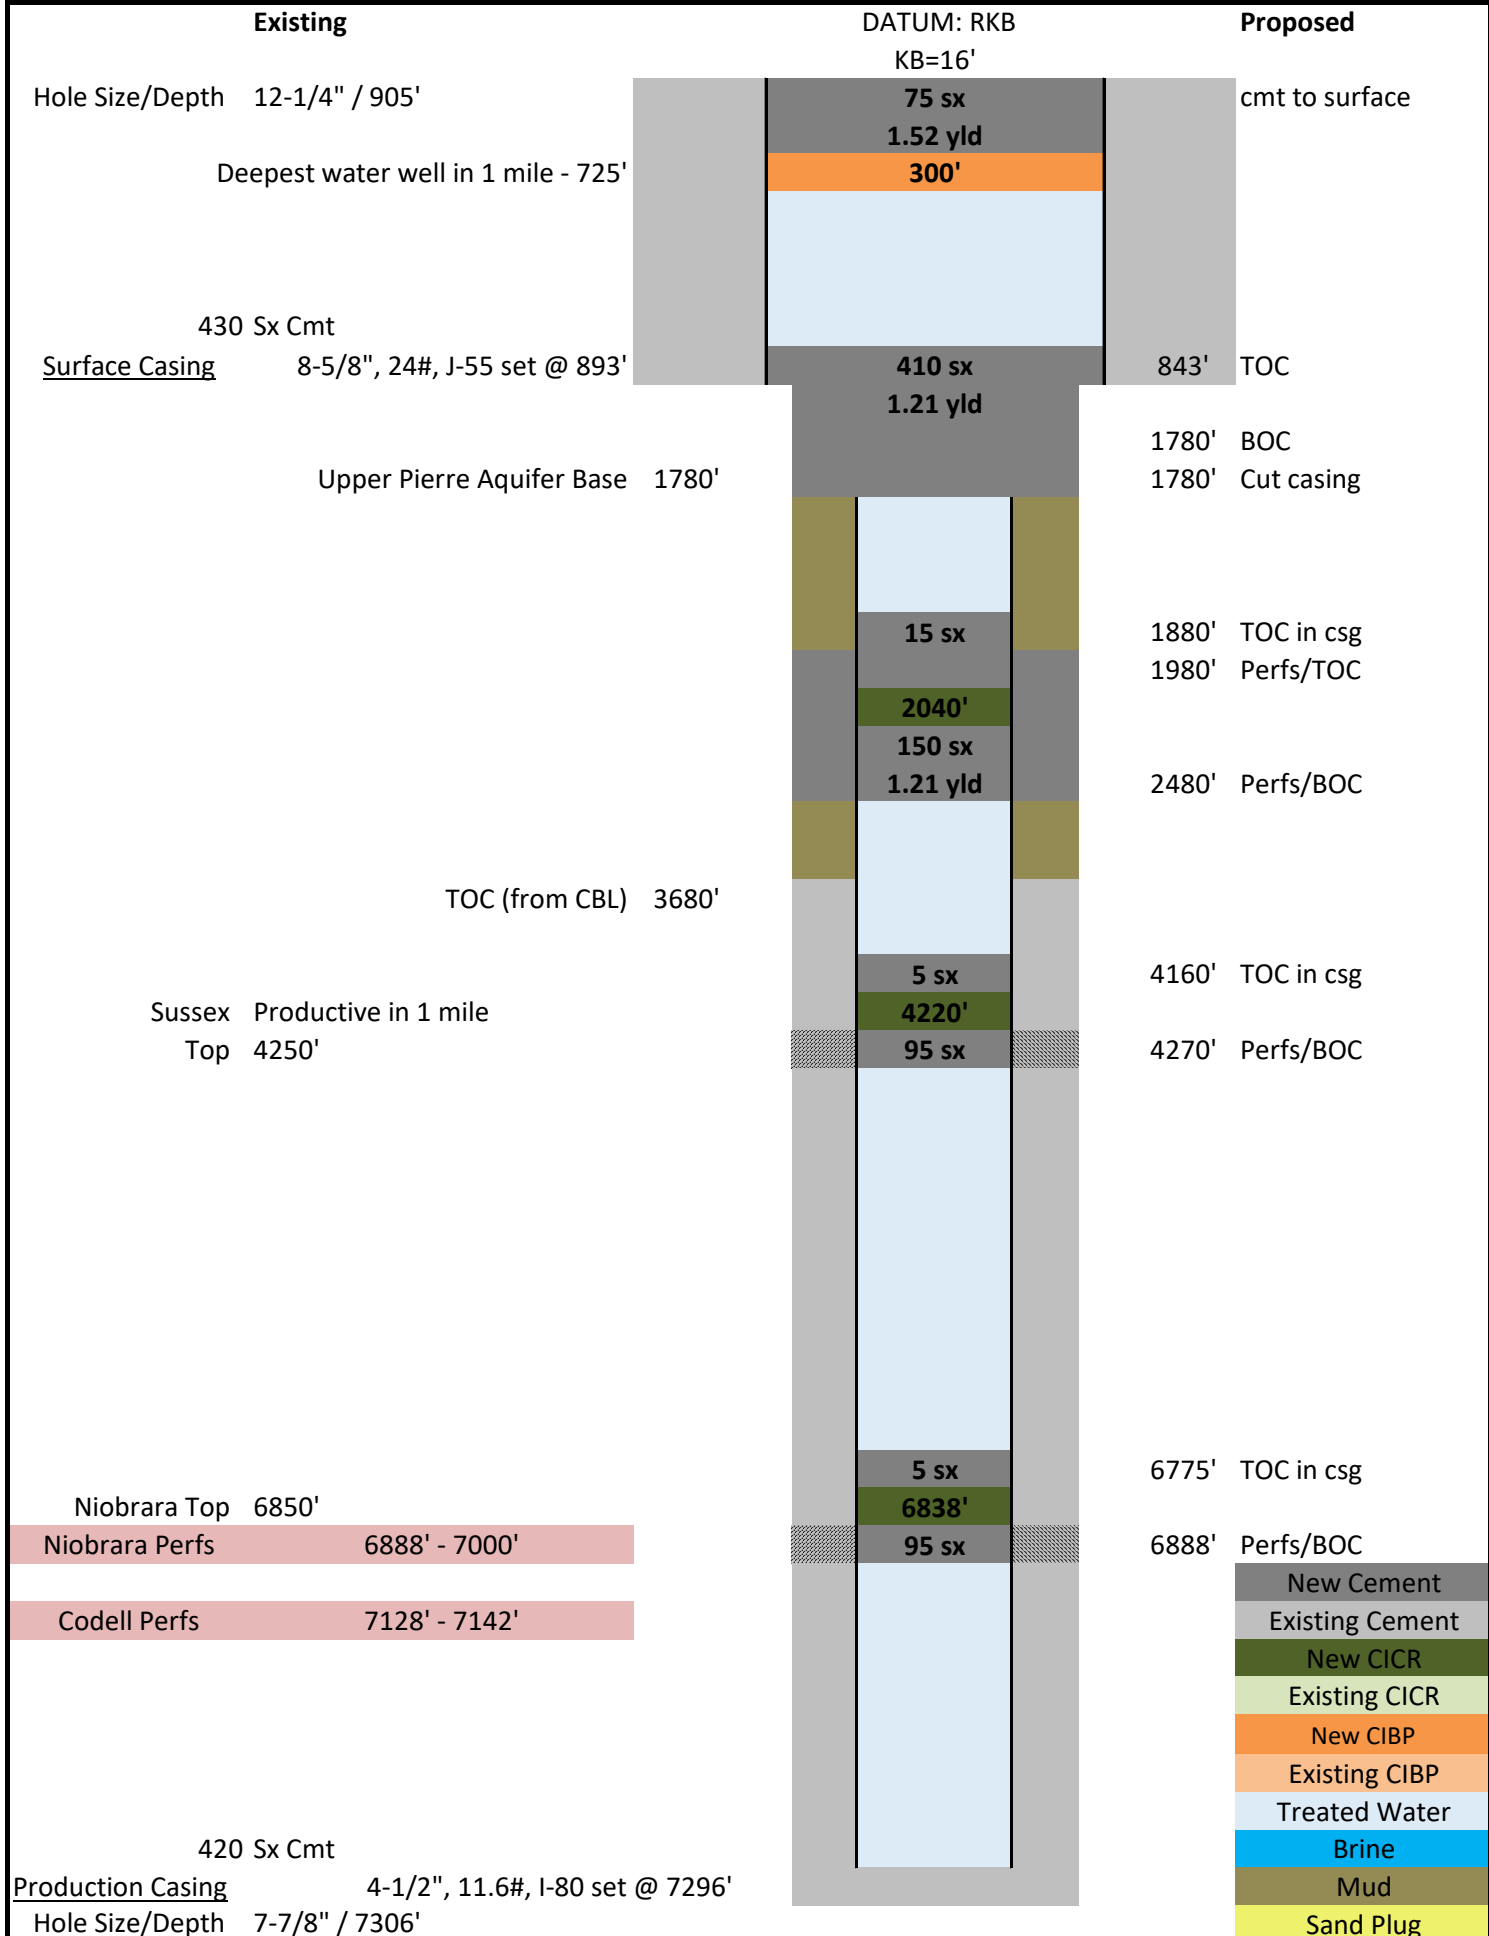 Existing DATUM: RKB Proposed
KB=16'
Hole Size/Depth 12-1/4" / 905' 75 sx cmt to surface
1.52 yld
Deepest water well in 1 mile - 725' 300'
430 Sx Cmt
Surface Casing 8-5/8", 24#, J-55 set @ 893' 410 sx 843' TOC
1.21 yld
1780' BOC
Upper Pierre Aquifer Base 1780' 1780' Cut casing
15 sx 1880' TOC in csg
1980' Perfs/TOC
2040'
150 sx
1.21 yld 2480' Perfs/BOC
TOC (from CBL) 3680'
5 sx 4160' TOC in csg
Sussex Productive in 1 mile 4220'
Top 4250' 95 sx 4270' Perfs/BOC
5 sx 6775' TOC in csg
Niobrara Top 6850' 6838'
Niobrara Perfs 6888' - 7000' 95 sx 6888' Perfs/BOC
New Cement
Codell Perfs 7128' - 7142' Existing Cement
New CICR
Existing CICR
New CIBP
Existing CIBP
Treated Water
420 Sx Cmt Brine
Production Casing 4-1/2", 11.6#, I-80 set @ 7296' Mud
Hole Size/Depth 7-7/8" / 7306' Sand Plug